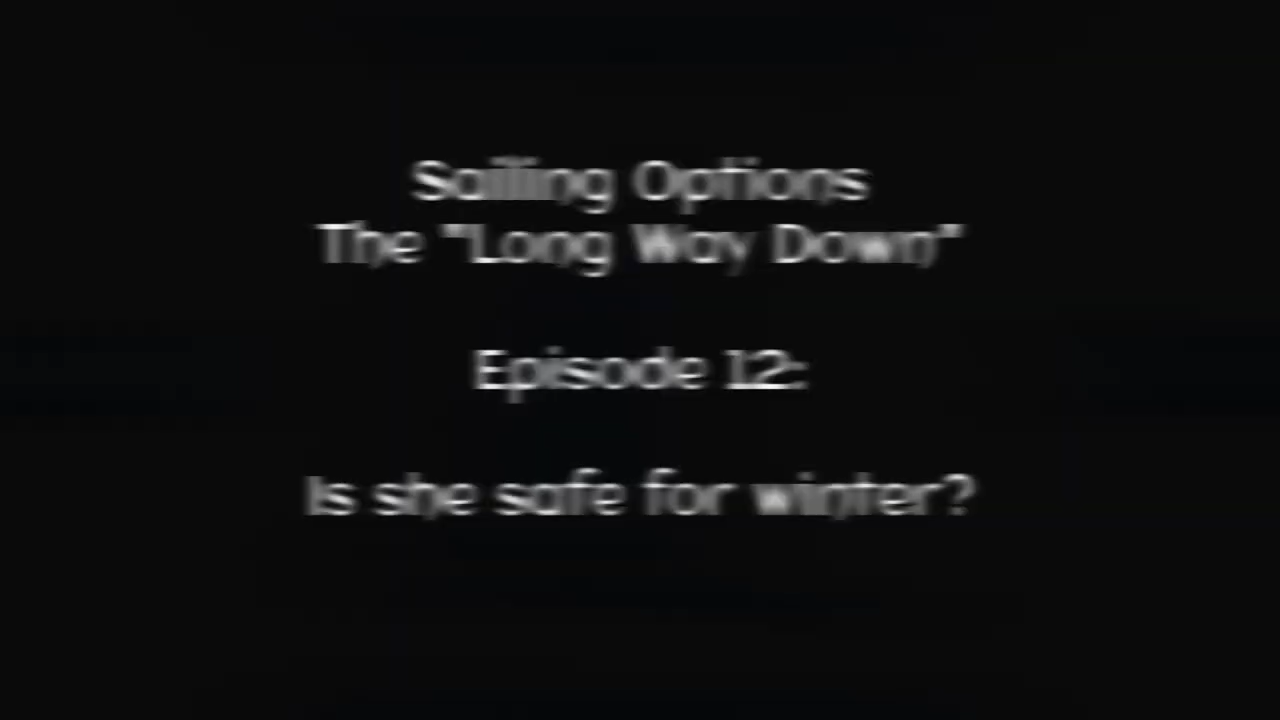 Sailing Options
The "Long Way Down"
Episode 12:
Is she safe for winter?